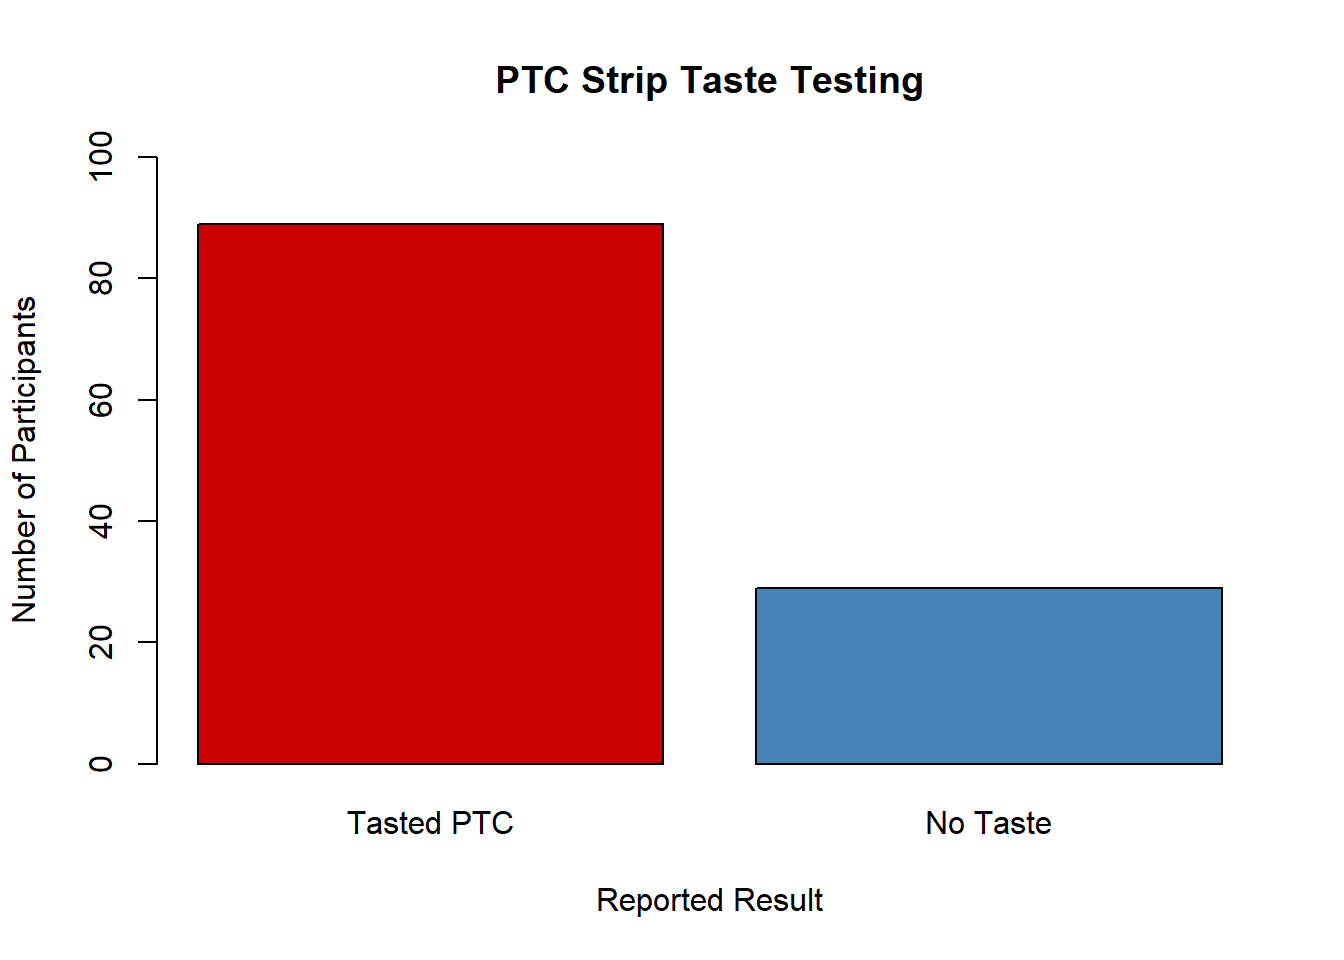 PTC Strip Taste Testing
Number of Participants
100
80
60
40
20
0
Tasted PTC
No Taste
Reported Result